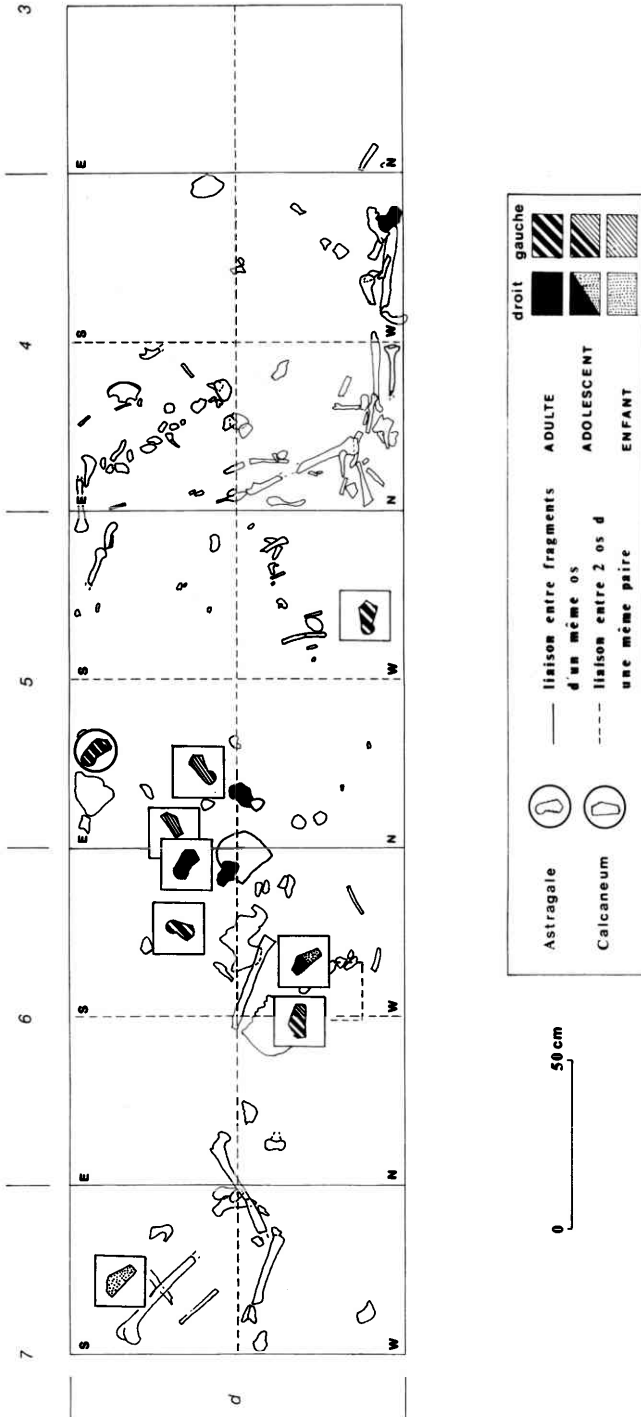 3
4
5
6
7
d
E
N
S
W
E
N
S
W
E
N
S
W
E
N
S
W
0 50 cm
Astragale
Calcaneum
liaison entre fragments
d'un même os
liaison entre 2 os d
une même paire
droit gauche
ADULTE
ADOLESCENT
ENFANT